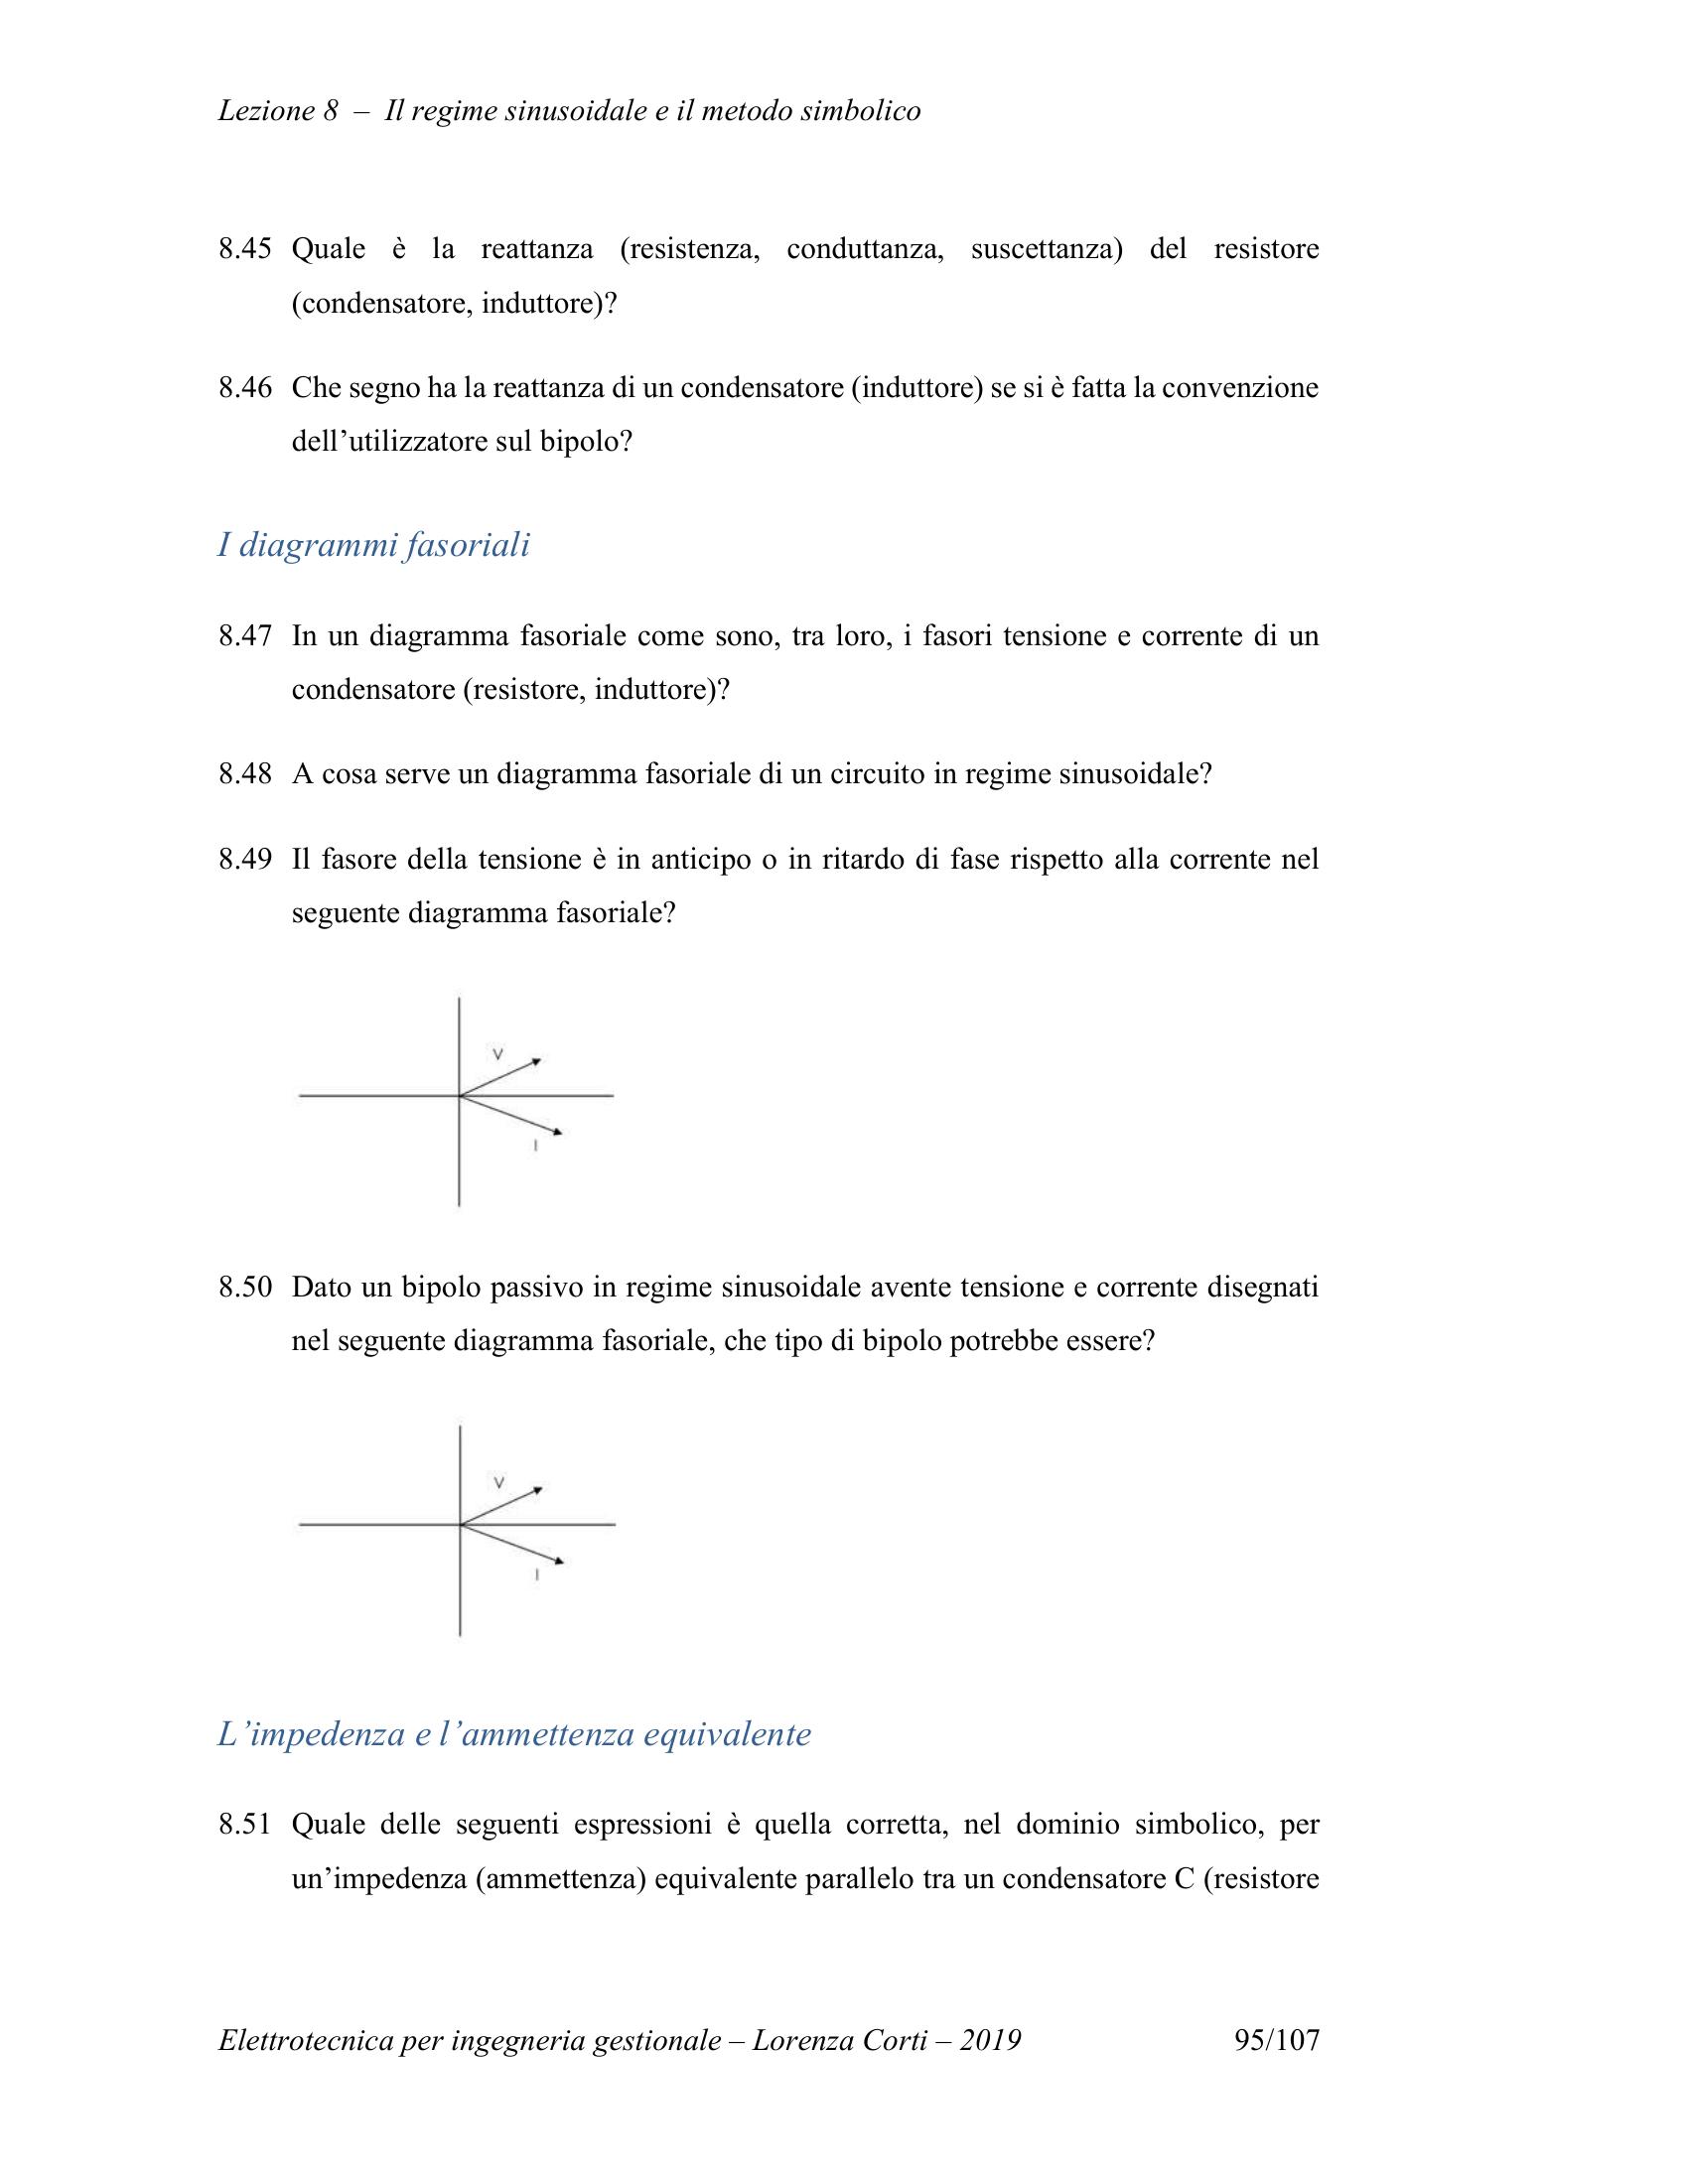 Lezione 8 – Il regime sinusoidale e il metodo simbolico
8.45 Quale è la reattanza (resistenza, conduttanza, suscettanza) del resistore
(condensatore, induttore)?
8.46 Che segno ha la reattanza di un condensatore (induttore) se si è fatta la convenzione
dell’utilizzatore sul bipolo?
I diagrammi fasoriali
8.47 In un diagramma fasoriale come sono, tra loro, i fasori tensione e corrente di un
condensatore (resistore, induttore)?
8.48 A cosa serve un diagramma fasoriale di un circuito in regime sinusoidale?
8.49 Il fasore della tensione è in anticipo o in ritardo di fase rispetto alla corrente nel
seguente diagramma fasoriale?
V
I
8.50 Dato un bipolo passivo in regime sinusoidale avente tensione e corrente disegnati
nel seguente diagramma fasoriale, che tipo di bipolo potrebbe essere?
V
I
L’impedenza e l’ammettenza equivalente
8.51 Quale delle seguenti espressioni è quella corretta, nel dominio simbolico, per
un’impedenza (ammettenza) equivalente parallelo tra un condensatore C (resistore
Elettrotecnica per ingegneria gestionale – Lorenza Corti – 2019 95/107